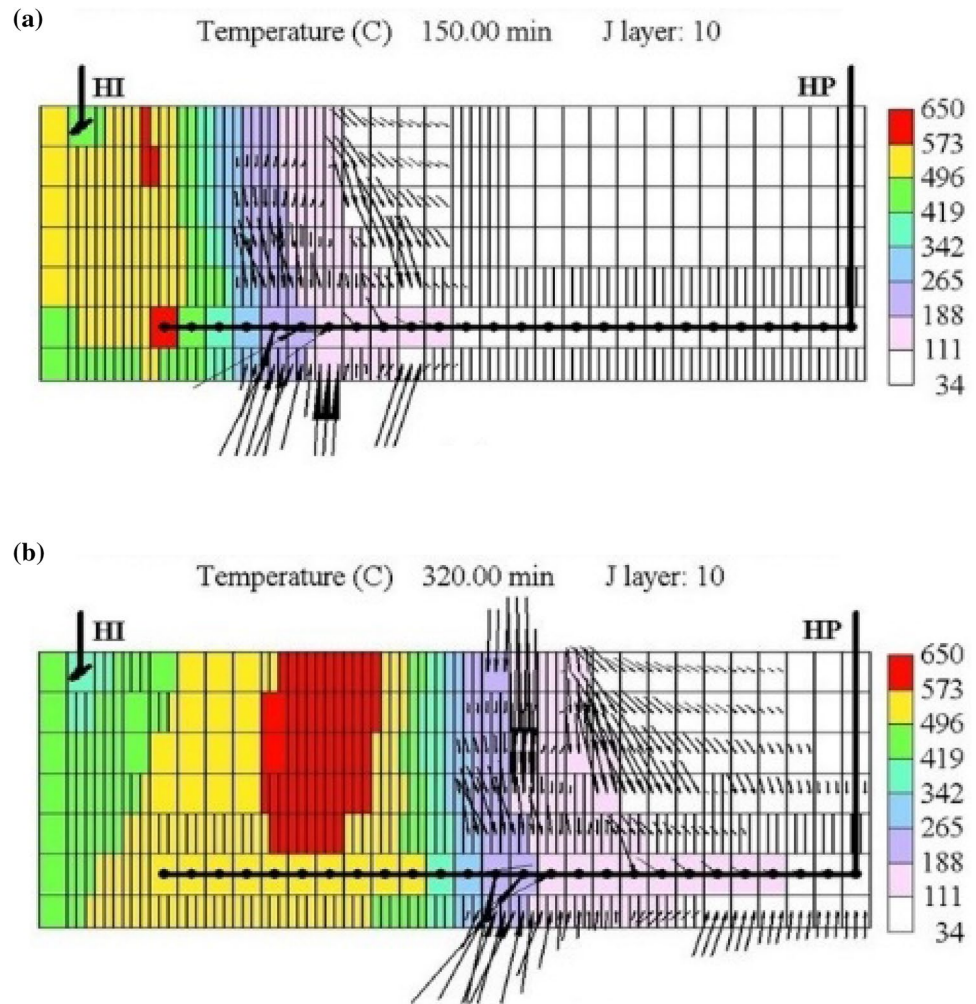 (a)
Temperature (C) 150.00 min J layer: 10
HI
HP
650
573
496
419
342
265
188
111
34
(b)
Temperature (C) 320.00 min J layer: 10
HI
HP
650
573
496
419
342
265
188
111
34